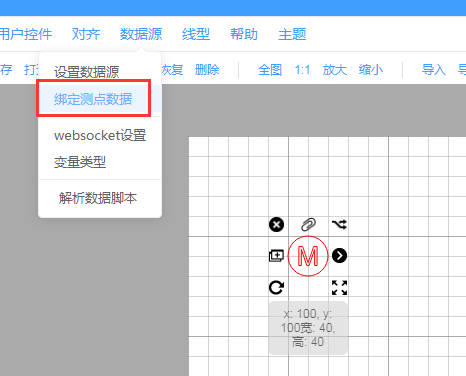 用户控件 对齐 数据源 线型 帮助 主题
存 打 恢复 删除 全图 1:1 放大 缩小 导入
设置数据源
绑定测点数据
websocket设置
变量类型
解析数据脚本
M
x: 100, y:
100宽: 40,
高: 40